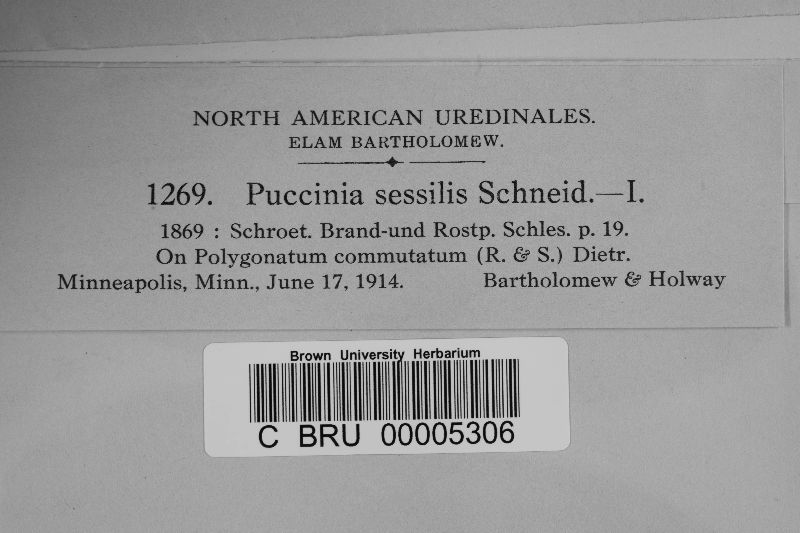 NORTH AMERICAN UREDINALES.
ELAM BARTHOLOMEW.
1269. Puccinia sessilis Schneid.—I.
1869 : Schroet. Brand-und Rostp. Schles. p. 19.
On Polygonatum commutatum (R. & S.) Dietr.
Minneapolis, Minn., June 17, 1914. Bartholomew & Holway
Brown University Herbarium
C BRU 00005306